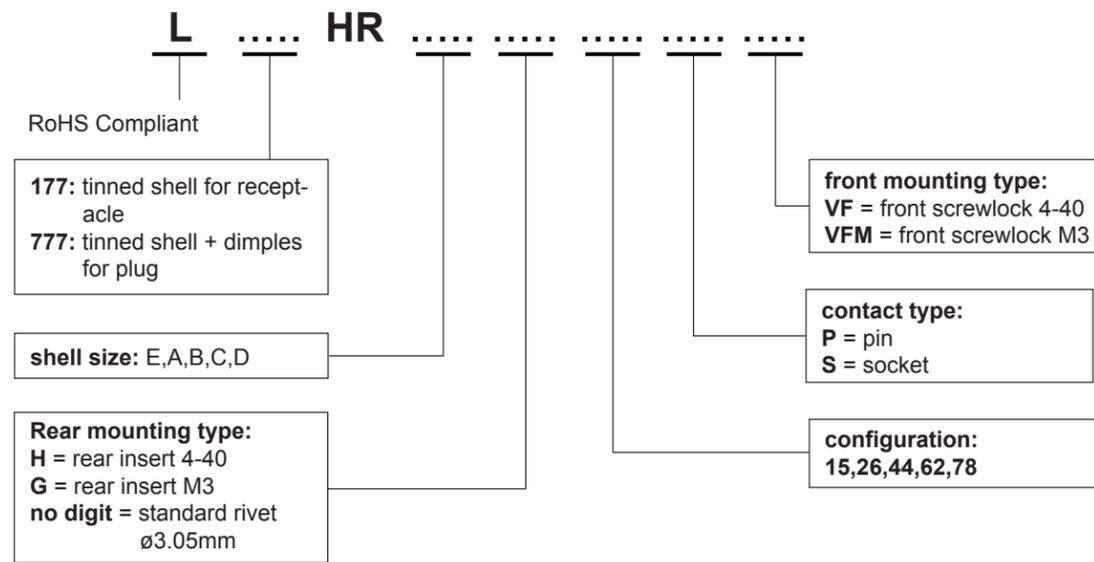 L ..... HR ..... ..... ..... ..... .....
RoHS Compliant
177: tinned shell for recept-
acle
777: tinned shell + dimples
for plug
shell size: E,A,B,C,D
Rear mounting type:
H = rear insert 4-40
G = rear insert M3
no digit = standard rivet
ø3.05mm
front mounting type:
VF = front screwlock 4-40
VFM = front screwlock M3
contact type:
P = pin
S = socket
configuration:
15,26,44,62,78